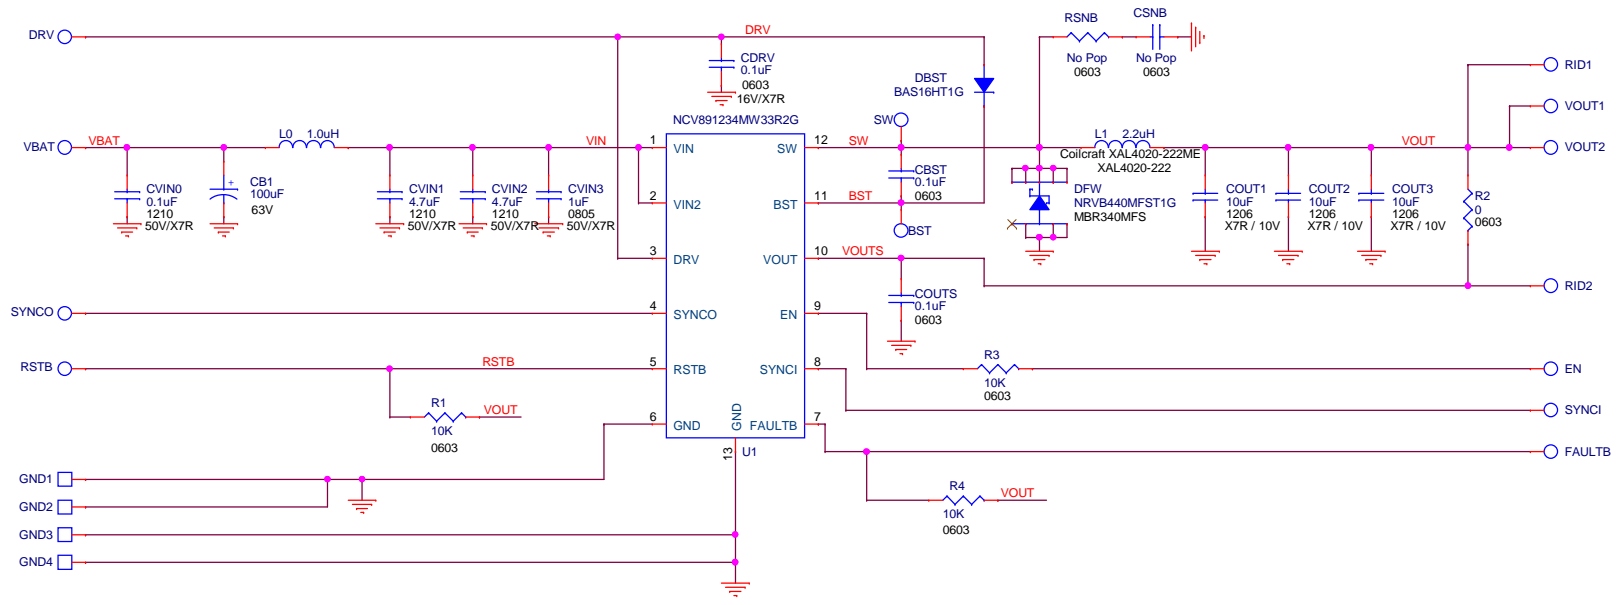 DRV
DRV
CDRV
0.1uF
0603
16V/X7R
DBST
BAS16HT1G
RSNB
No Pop
0603
CSNB
No Pop
0603
RID1
VOUT1
VOUT2
VBAT
VBAT
L0 1.0uH
VIN
NCV891234MW33R2G
1
VIN
2
VIN2
3
DRV
4
SYNCO
5
RSTB
6
GND
GND
13
U1
12
SW
11
BST
10
VOUT
9
EN
8
SYNCI
7
FAULTB
CVIN0
0.1uF
1210
50V/X7R
CB1
100uF
63V
+
CVIN1
4.7uF
1210
50V/X7R
CVIN2
4.7uF
1210
50V/X7R
CVIN3
1uF
0805
50V/X7R
SW
SW
CBST
0.1uF
0603
BST
BST
L1 2.2uH
Coilcraft XAL4020-222ME
XAL4020-222
DFW
NRVB440MFST1G
MBR340MFS
VOUT
COUT1
10uF
1206
X7R / 10V
COUT2
10uF
1206
X7R / 10V
COUT3
10uF
1206
X7R / 10V
R2
0
0603
VOUTS
COUTS
0.1uF
0603
RID2
SYNCO
RSTB
RSTB
R1
10K
0603
VOUT
R3
10K
0603
EN
SYNCI
FAULTB
R4
10K
0603
VOUT
GND1
GND2
GND3
GND4